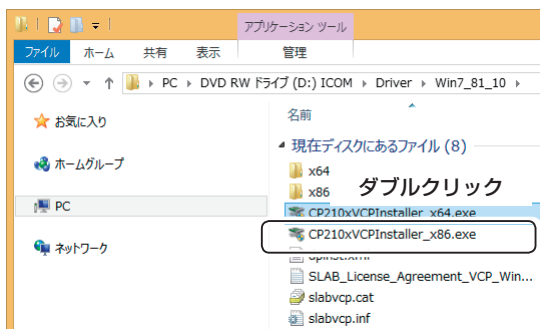 アプリケーション ツール
ファイル ホーム 共有 表示 管理
PC ▸ DVD RW ドライブ (D:) ICOM ▸ Driver ▸ Win7_81_10 ▸
お気に入り
ホームグループ
PC
ネットワーク
名前
現在ディスクにあるファイル (8)
x64
x86
ダブルクリック
CP210xVCPInstaller_x64.exe
CP210xVCPInstaller_x86.exe
dpinst.xml
SLAB_License_Agreement_VCP_Win...
slabvcp.cat
slabvcp.inf